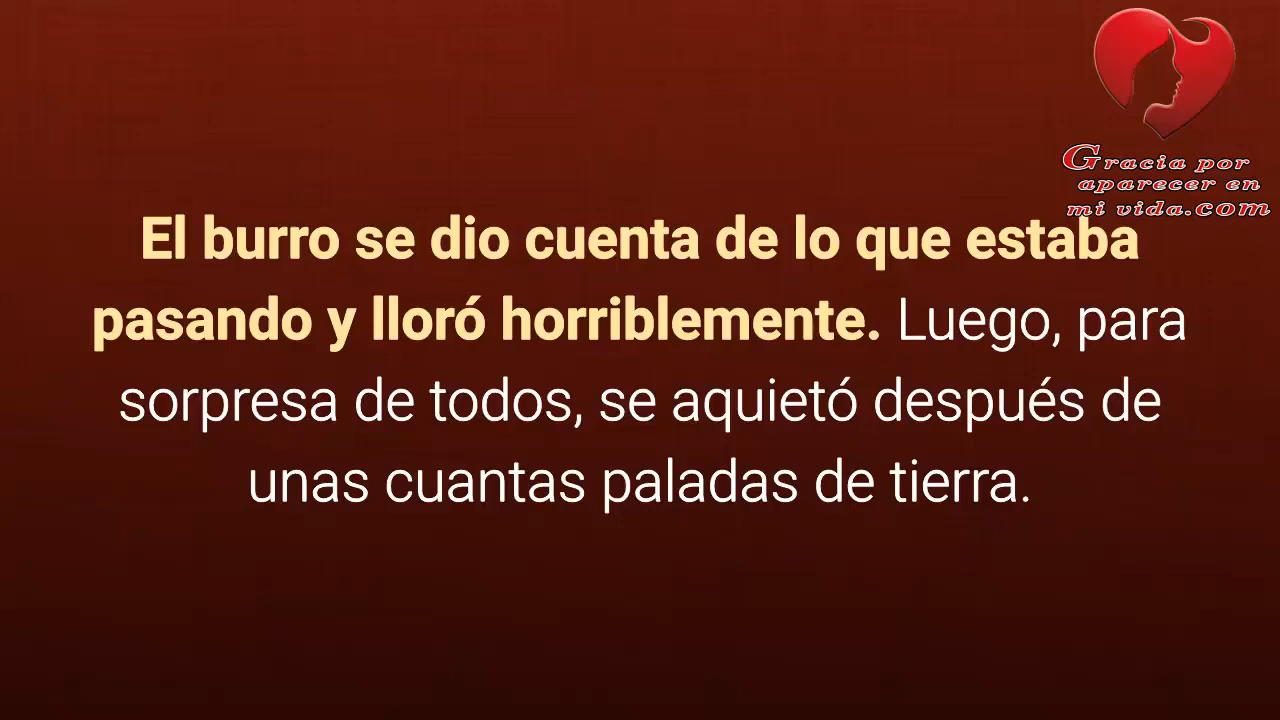 Gracia por
aparecer en
mi vida.com
El burro se dio cuenta de lo que estaba
pasando y lloró horriblemente. Luego, para
sorpresa de todos, se aquietó después de
unas cuantas paladas de tierra.